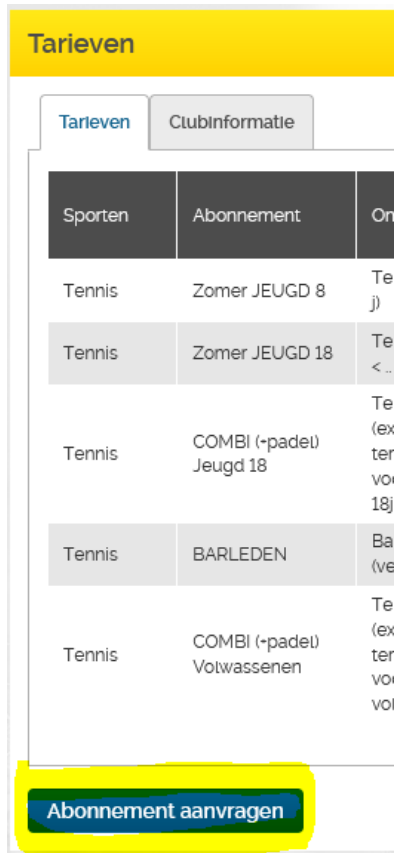 Tarieven
Tarieven Clubinformatie
Sporten Abonnement
Tennis Zomer JEUGD 8
j)
Tennis Zomer JEUGD 18
< ..
Tennis COMBI (+padel)
Jeugd 18
18j
Tennis BARLEDEN
Tennis COMBI (+padel)
Volwassenen
Abonnement aanvragen